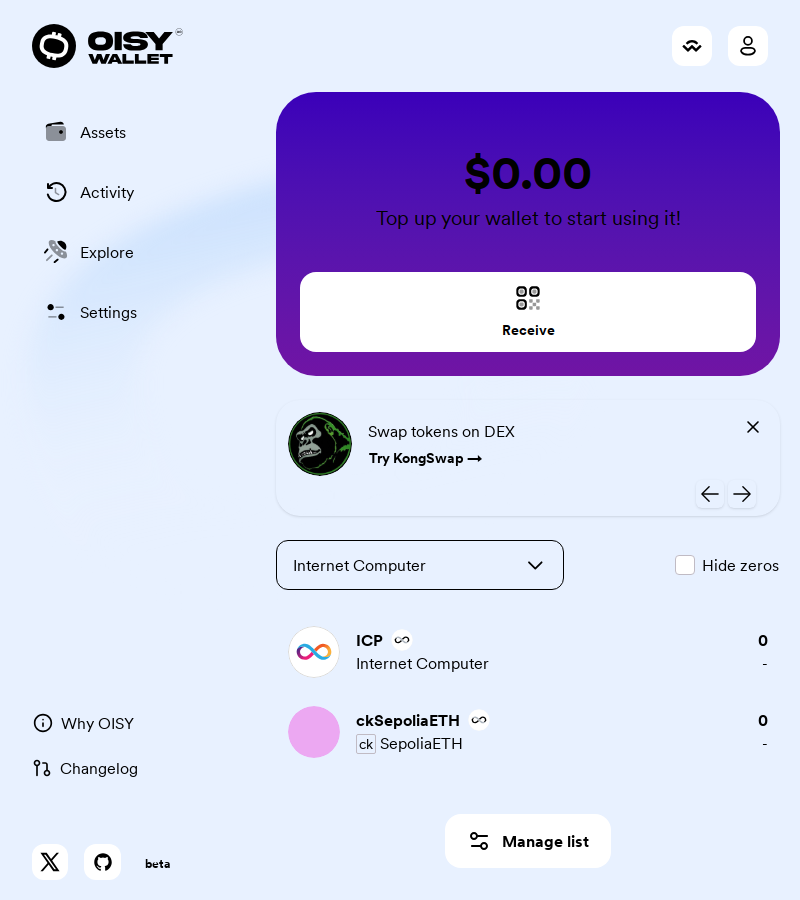 OISY
WALLET
Assets
Activity
Explore
Settings
$0.00
Top up your wallet to start using it!
Receive
Swap tokens on DEX
Try KongSwap →
Internet Computer
Hide zeros
ICP
0
Internet Computer
-
ckSepoliaETH
0
ck SepoliaETH
-
Why OISY
Changelog
Manage list
beta